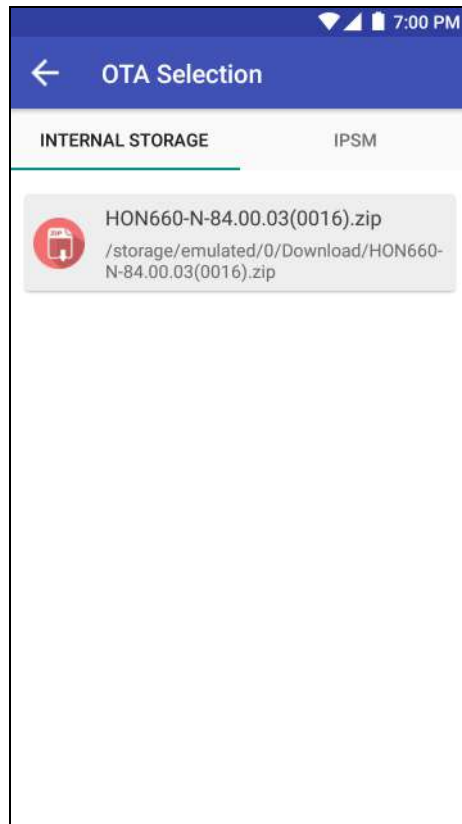 7:00 PM
OTA Selection
INTERNAL STORAGE
IPSM
ZIP
HON660-N-84.00.03(0016).zip
/storage/emulated/0/Download/HON660-
N-84.00.03(0016).zip